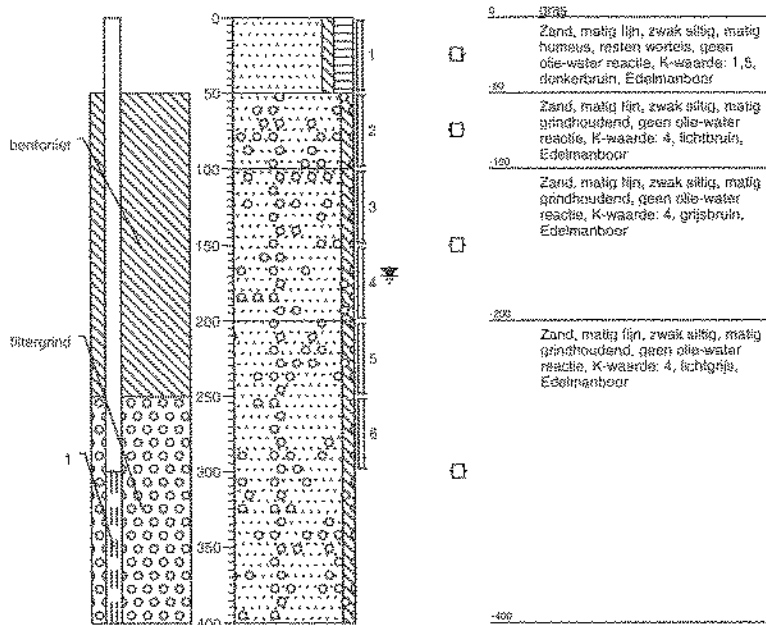 0
50
100
150
200
250
300
350
400
bentoniet
filtergrind
1
1
2
3
4
5
6
0 gras
Zand, matig fijn, zwak siltig, matig
humeus, resten wortels, geen
olie-water reactie, K-waarde: 1,5,
donkerbruin, Edelmanboor
-50
Zand, matig fijn, zwak siltig, matig
grindhoudend, geen olie-water
reactie, K-waarde: 4, lichtbruin,
Edelmanboor
-100
Zand, matig fijn, zwak siltig, matig
grindhoudend, geen olie-water
reactie, K-waarde: 4, grijsbruin,
Edelmanboor
-200
Zand, matig fijn, zwak siltig, matig
grindhoudend, geen olie-water
reactie, K-waarde: 4, lichtgrijs,
Edelmanboor
-400